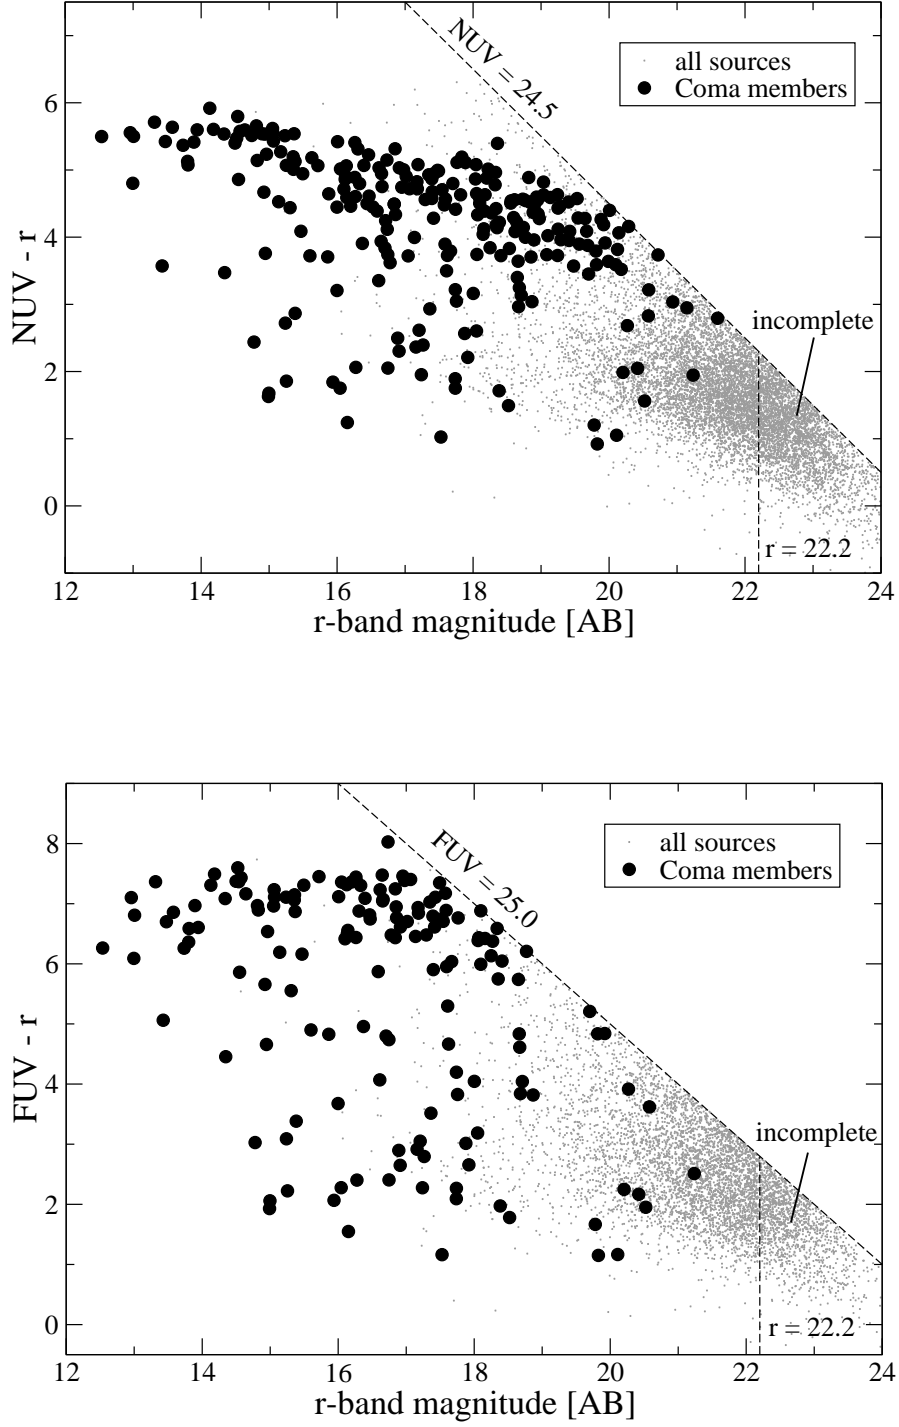 NUV = 24.5
all sources
Coma members
incomplete
r = 22.2
6
4
2
0
NUV - r
12 14 16 18 20 22 24
r-band magnitude [AB]
FUV = 25.0
all sources
Coma members
incomplete
r = 22.2
8
6
4
2
0
FUV - r
12 14 16 18 20 22 24
r-band magnitude [AB]